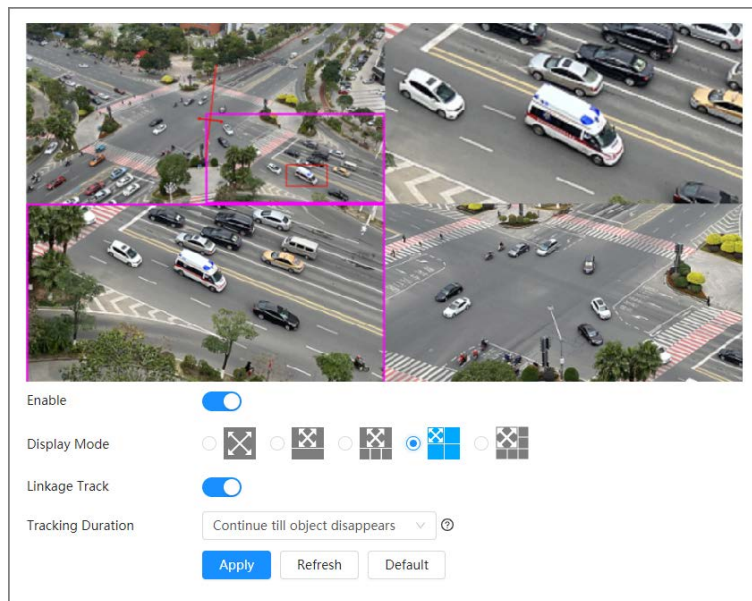 Enable
Display Mode
Linkage Track
Tracking Duration Continue till object disappears
Apply Refresh Default